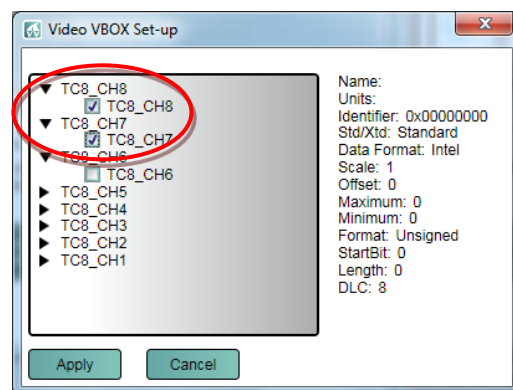 Video VBOX Set-up
TC8_CH8
TC8_CH8
TC8_CH7
TC8_CH7
TC8_CH6
TC8_CH6
TC8_CH5
TC8_CH4
TC8_CH3
TC8_CH2
TC8_CH1
Name:
Units:
Identifier: 0x00000000
Std/Xtd: Standard
Data Format: Intel
Scale: 1
Offset: 0
Maximum: 0
Minimum: 0
Format: Unsigned
StartBit: 0
Length: 0
DLC: 8
Apply
Cancel